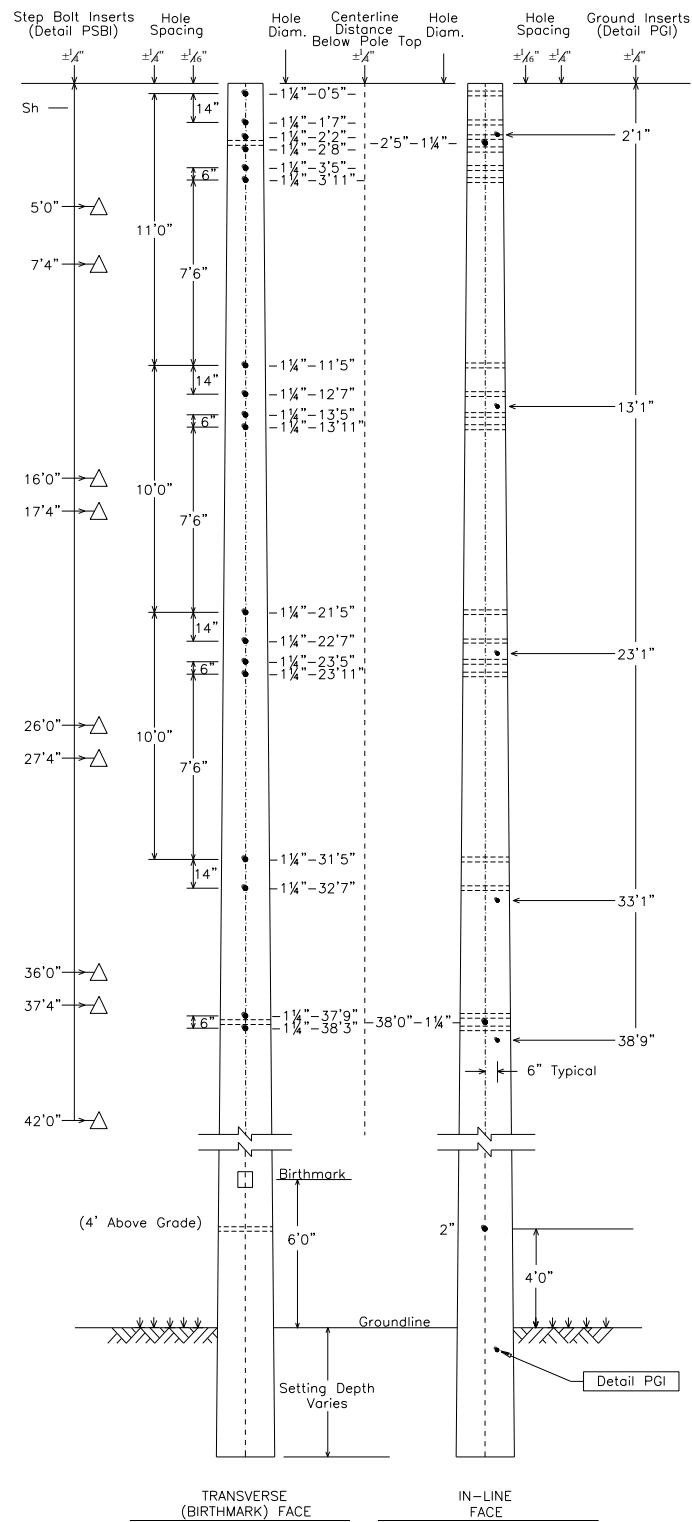 Step Bolt Inserts
(Detail PSBI)
±¼"
Hole
Spacing
±¼"
±1⁄16"
Hole
Diam.
Centerline
Distance
Below Pole Top
±¼"
Hole
Diam.
Hole
Spacing
±1⁄16"
±¼"
Ground Inserts
(Detail PGI)
±¼"
Sh
14"
1¼"-0'5"
1¼"-1'7"
1¼"-2'2"
1¼"-2'8"
2'5"-1¼"
2'1"
1¼"-3'5"
6"
1¼"-3'11"
5'0"
11'0"
7'4"
7'6"
1¼"-11'5"
14"
1¼"-12'7"
13'1"
1¼"-13'5"
6"
1¼"-13'11"
16'0"
10'0"
17'4"
7'6"
1¼"-21'5"
14"
1¼"-22'7"
23'1"
1¼"-23'5"
6"
1¼"-23'11"
26'0"
10'0"
27'4"
7'6"
1¼"-31'5"
14"
1¼"-32'7"
33'1"
36'0"
37'4"
1¼"-37'9"
6"
1¼"-38'3"
38'0"-1¼"
38'9"
6" Typical
42'0"
Birthmark
(4' Above Grade)
6'0"
2"
4'0"
Groundline
Detail PGI
Setting Depth
Varies
TRANSVERSE
(BIRTHMARK) FACE
IN-LINE
FACE